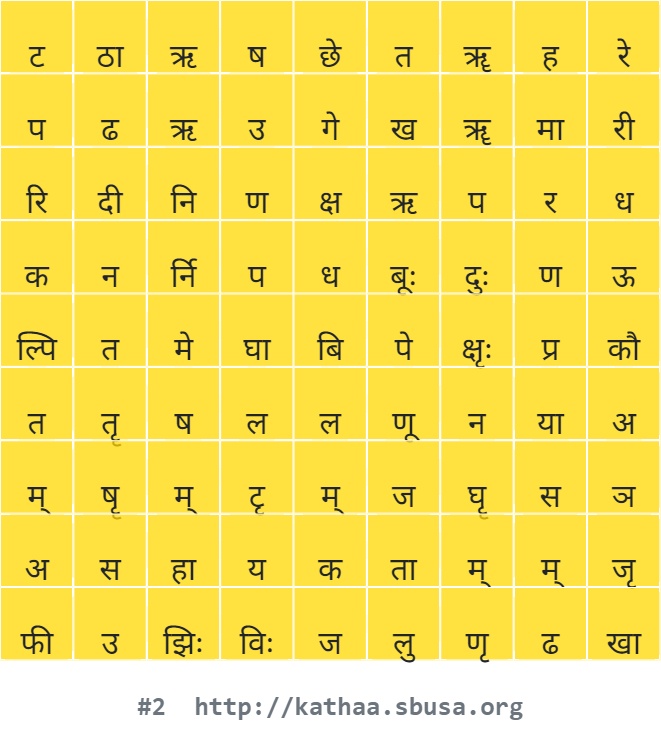 ट ठा ऋ ष छे त ॠ ह रे
प ढ ऋ उ गे ख ॠ मा री
रि दी नि ण क्ष ऋ प र ध
क न र्नि प ध बूः दुः ण ऊ
ल्पि त मे घा बि पे क्षृः प्र कौ
त तृ ष ल ल णू न या अ
म् षृ म् टृ म् ज घृ स ञ
अ स हा य क ता म् म् जृ
फी उ झिः विः ज लु णृ ढ खा
#2 http://kathaa.sbusa.org